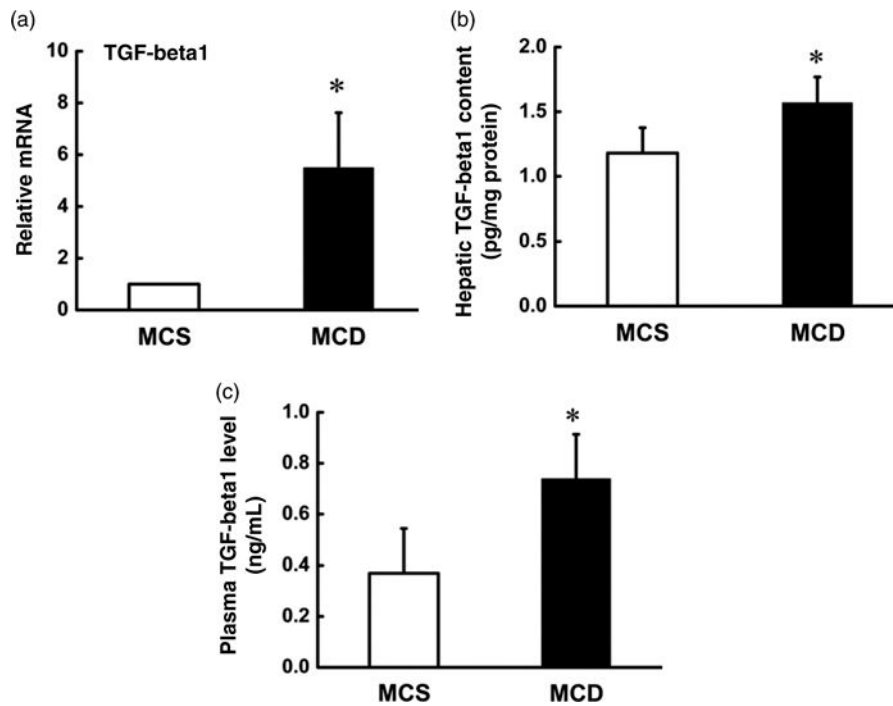 (a)
TGF-beta1
Relative mRNA
10
8
6
4
2
0
*
MCS MCD
(b)
Hepatic TGF-beta1 content
(pg/mg protein)
2.0
1.5
1.0
0.5
0.0
*
MCS MCD
(c)
Plasma TGF-beta1 level
(ng/mL)
1.0
0.8
0.6
0.4
0.2
0.0
*
MCS MCD